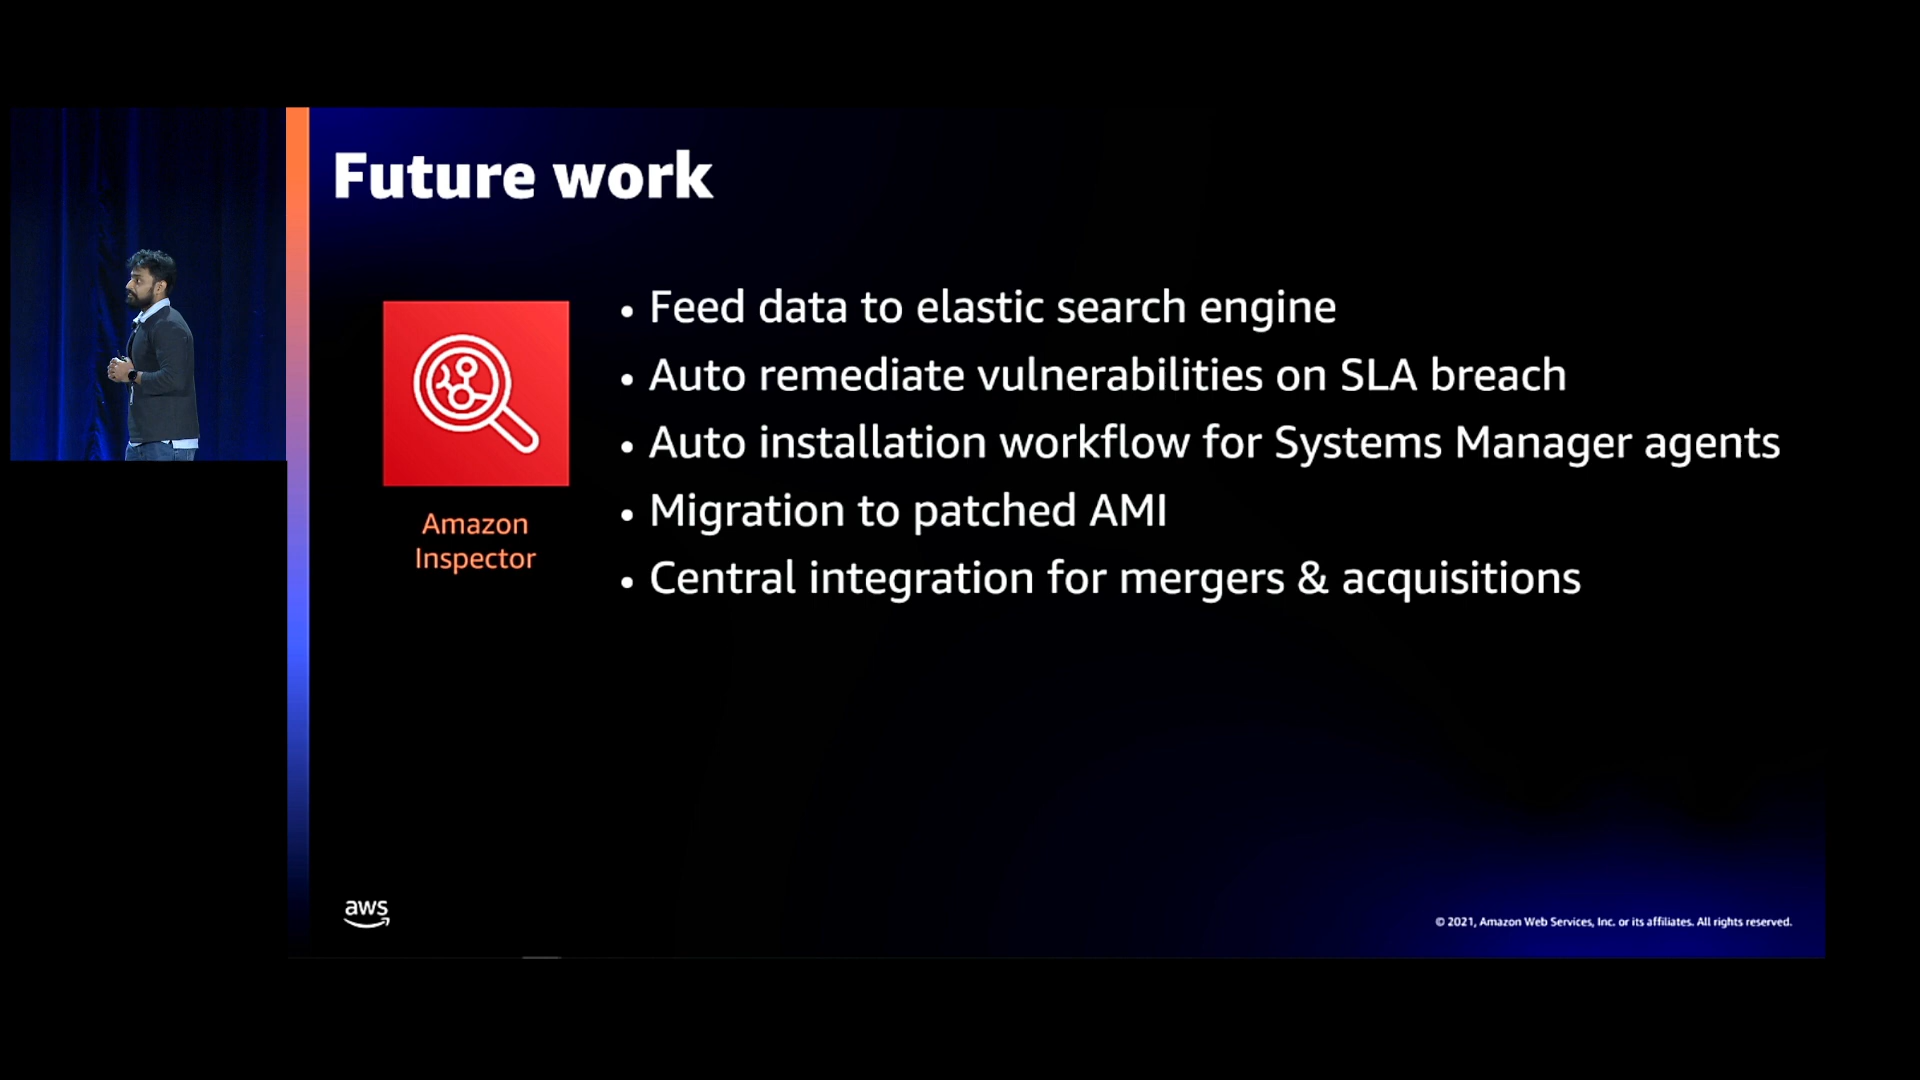 Future work
Amazon
Inspector
• Feed data to elastic search engine
• Auto remediate vulnerabilities on SLA breach
• Auto installation workflow for Systems Manager agents
• Migration to patched AMI
• Central integration for mergers & acquisitions
aws
© 2021, Amazon Web Services, Inc. or its affiliates. All rights reserved.